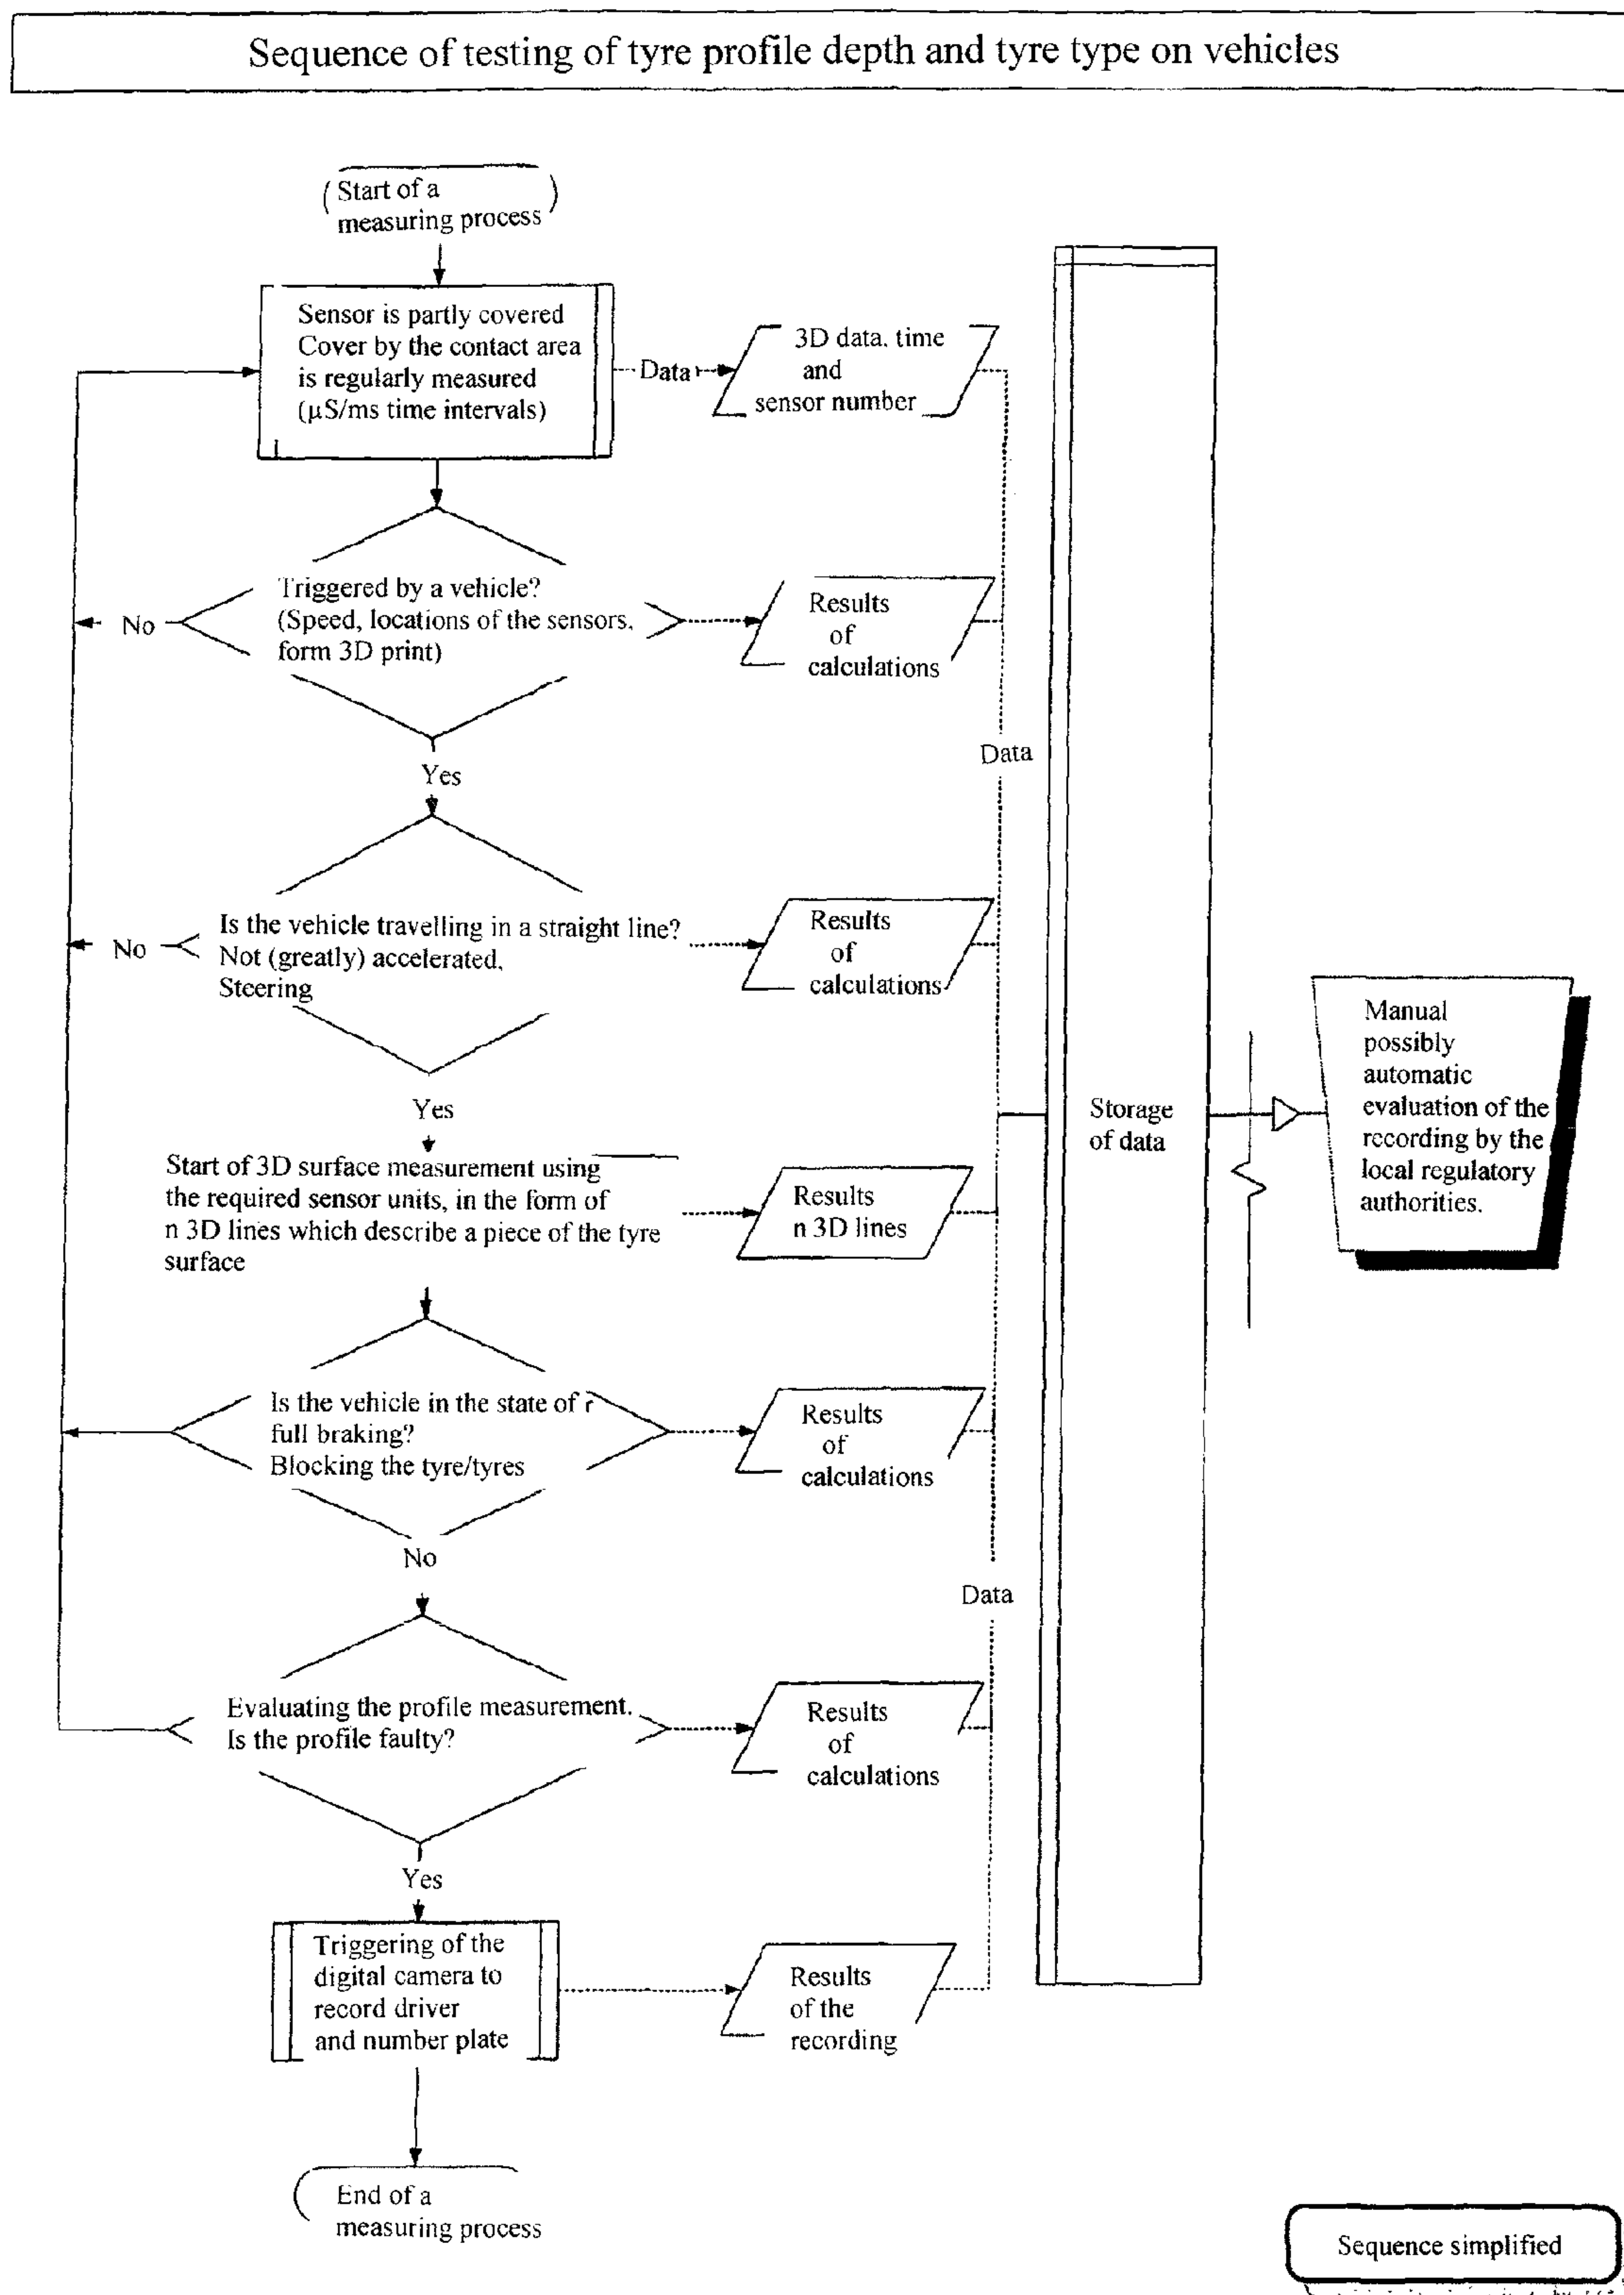 Sequence of testing of tyre profile depth and tyre type on vehicles
Start of a
measuring process
Sensor is partly covered
Cover by the contact area
is regularly measured
(µS/ms time intervals)
Data
3D data, time
and
sensor number
Triggered by a vehicle?
(Speed, locations of the sensors,
form 3D print)
No
Results
of
calculations
Data
Yes
Is the vehicle travelling in a straight line?
Not (greatly) accelerated,
Steering
No
Results
of
calculations
Yes
Start of 3D surface measurement using
the required sensor units, in the form of
n 3D lines which describe a piece of the tyre
surface
Results
n 3D lines
Storage
of data
Manual
possibly
automatic
evaluation of the
recording by the
local regulatory
authorities.
Is the vehicle in the state of
full braking?
Blocking the tyre/tyres
Results
of
calculations
No
Data
Evaluating the profile measurement.
Is the profile faulty?
Results
of
calculations
Yes
Triggering of the
digital camera to
record driver
and number plate
Results
of the
recording
End of a
measuring process
Sequence simplified